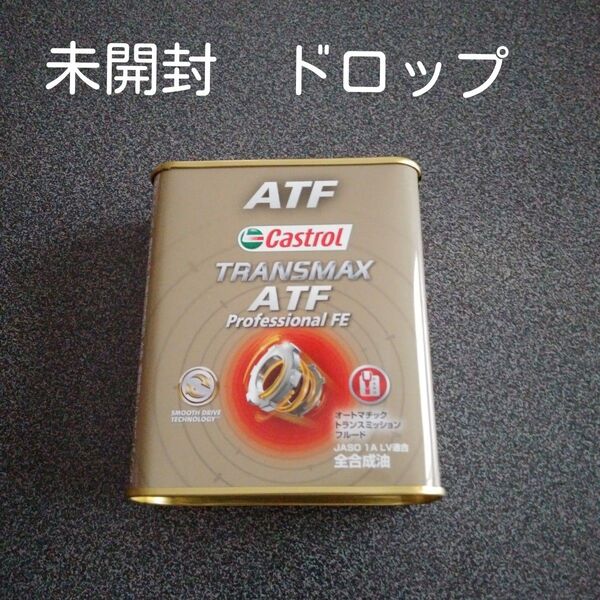 未開封 ドロップ
ATF
Castrol
TRANSMAX
ATF
Professional FE
SMOOTH DRIVE
TECHNOLOGY™
オートマチック
トランスミッション
フルード
JASO 1A LV適合
全合成油